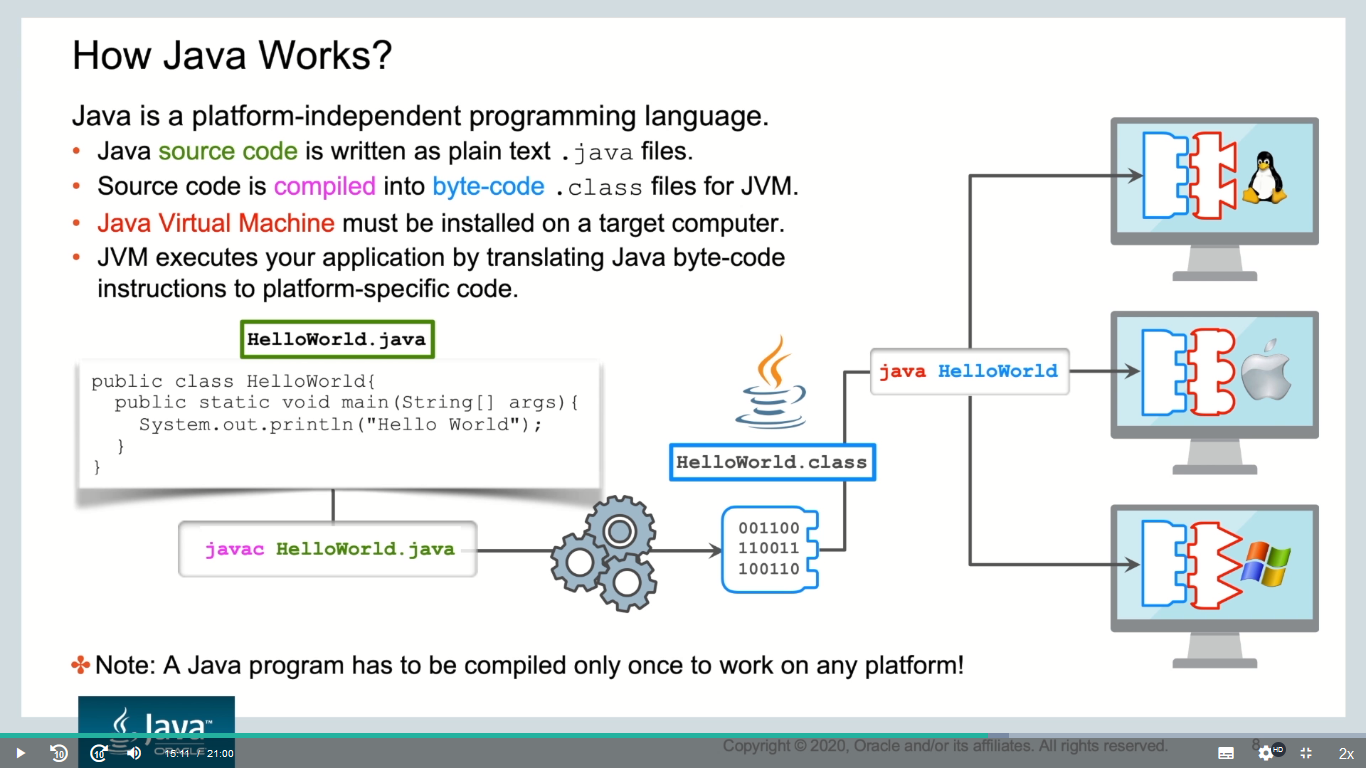 How Java Works?
Java is a platform-independent programming language.
• Java source code is written as plain text .java files.
• Source code is compiled into byte-code .class files for JVM.
• Java Virtual Machine must be installed on a target computer.
• JVM executes your application by translating Java byte-code
instructions to platform-specific code.
HelloWorld.java
public class HelloWorld{
public static void main(String[] args){
System.out.println("Hello World");
}
}
javac HelloWorld.java
HelloWorld.class
001100
110011
100110
java HelloWorld
Note: A Java program has to be compiled only once to work on any platform!
Java™
ORACLE
Copyright © 2020, Oracle and/or its affiliates. All rights reserved.
8
10
10
15:11 / 21:00
HD
2x